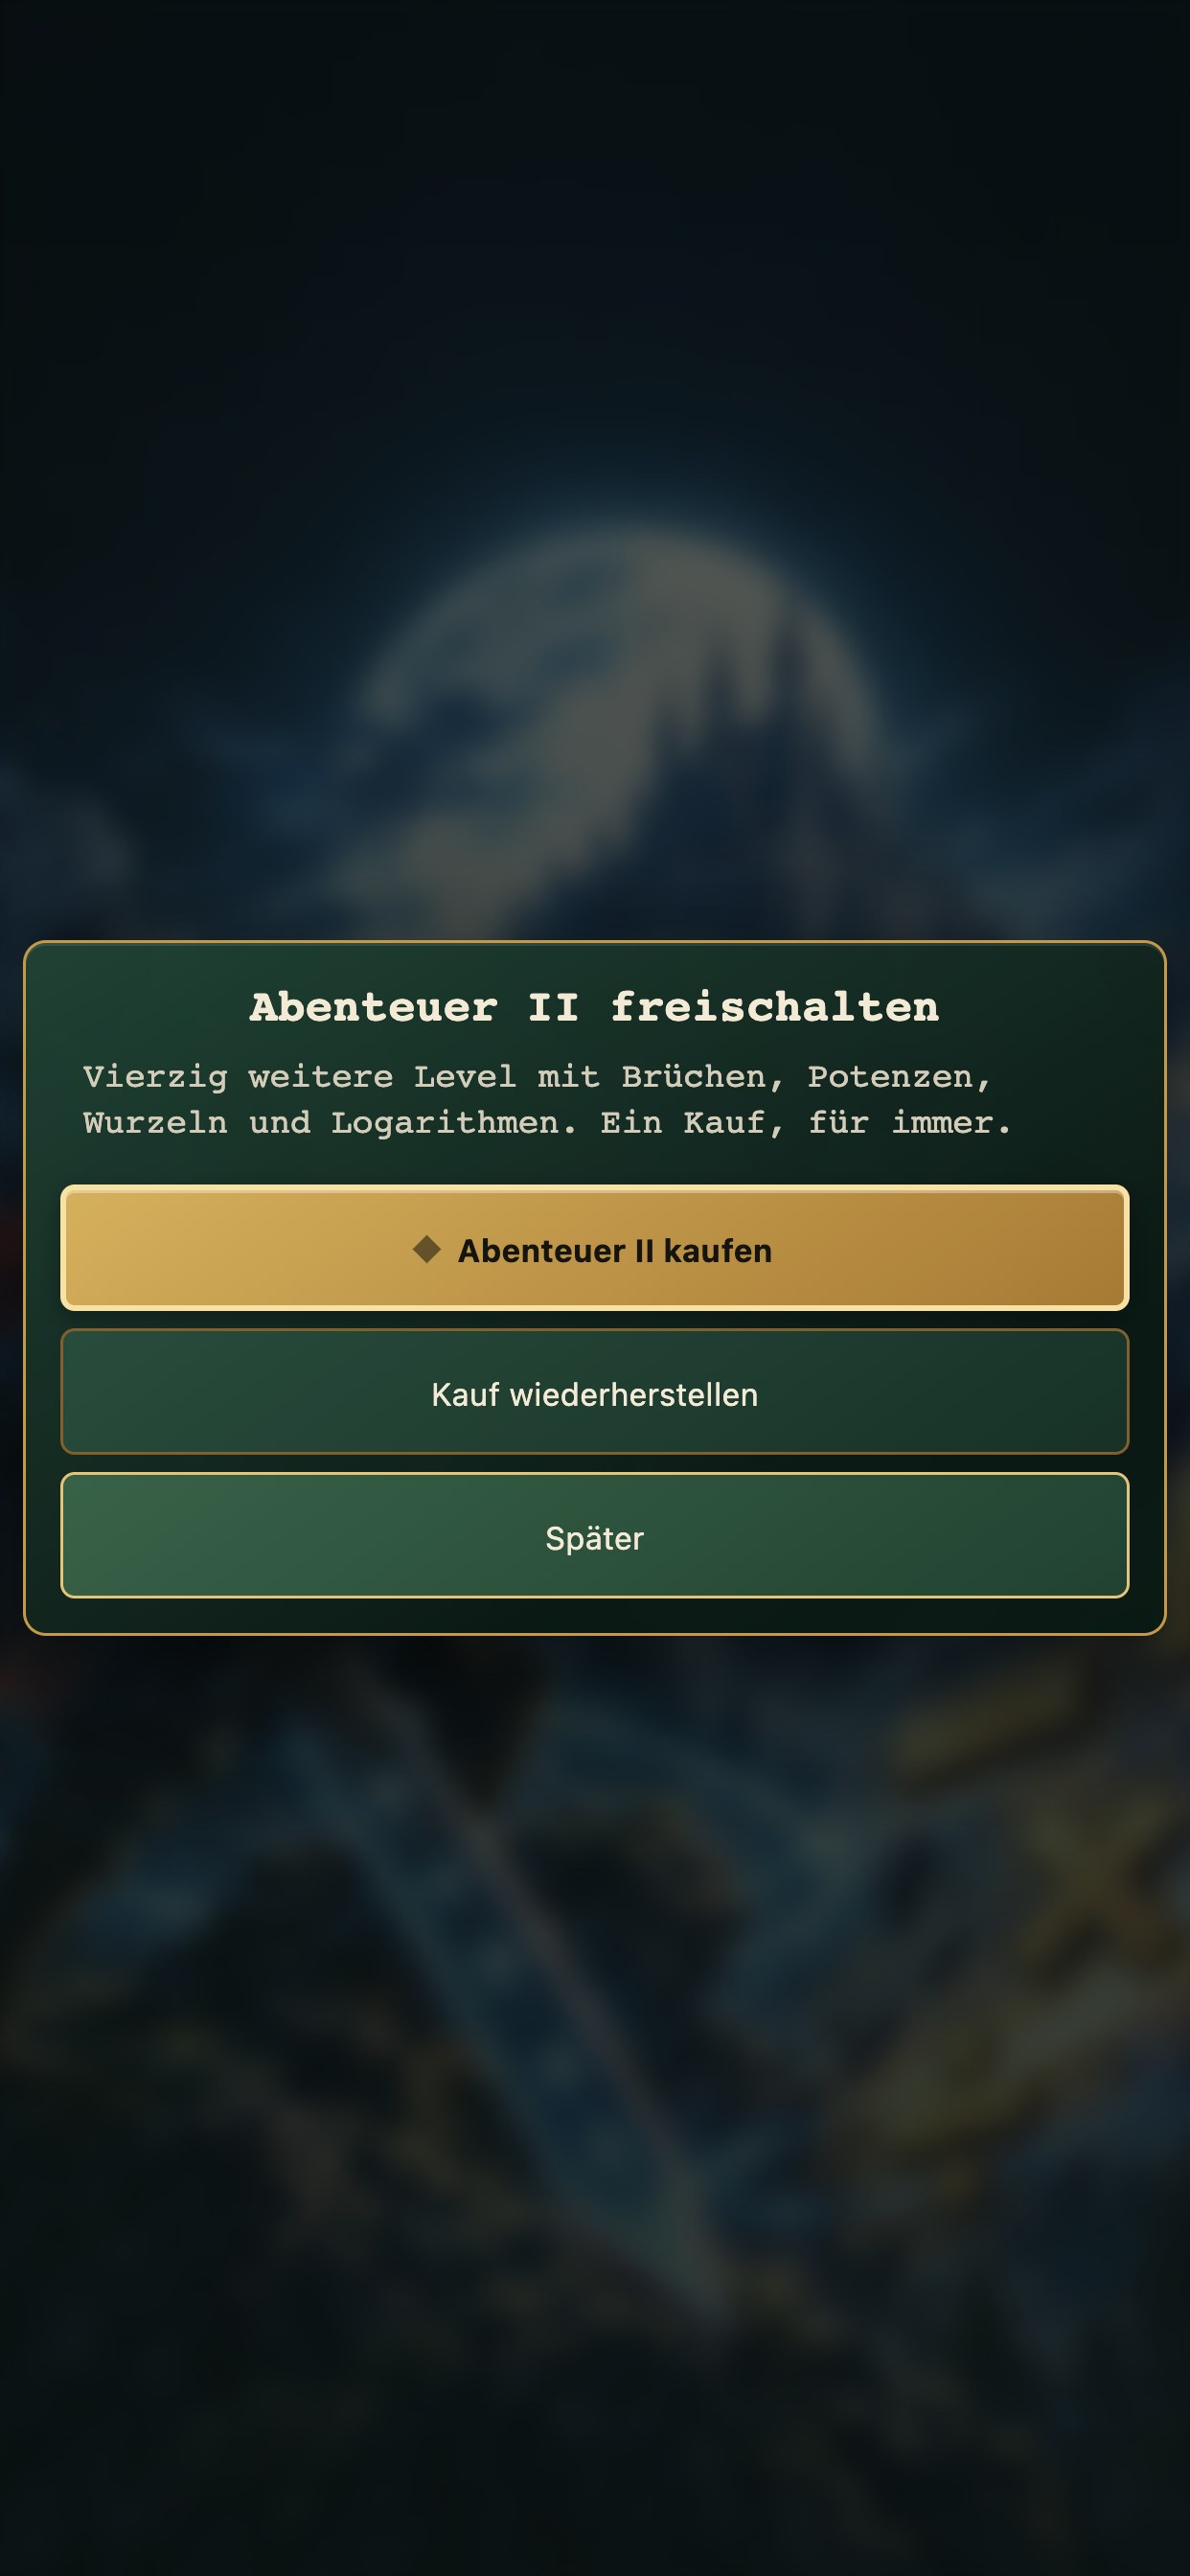 Abenteuer II freischalten
Vierzig weitere Level mit Brüchen, Potenzen,
Wurzeln und Logarithmen. Ein Kauf, für immer.
◆ Abenteuer II kaufen
Kauf wiederherstellen
Später